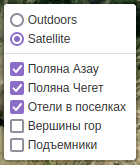 Outdoors
Satellite
Поляна Азау
Поляна Чегет
Отели в поселках
Вершины гор
Подъемники